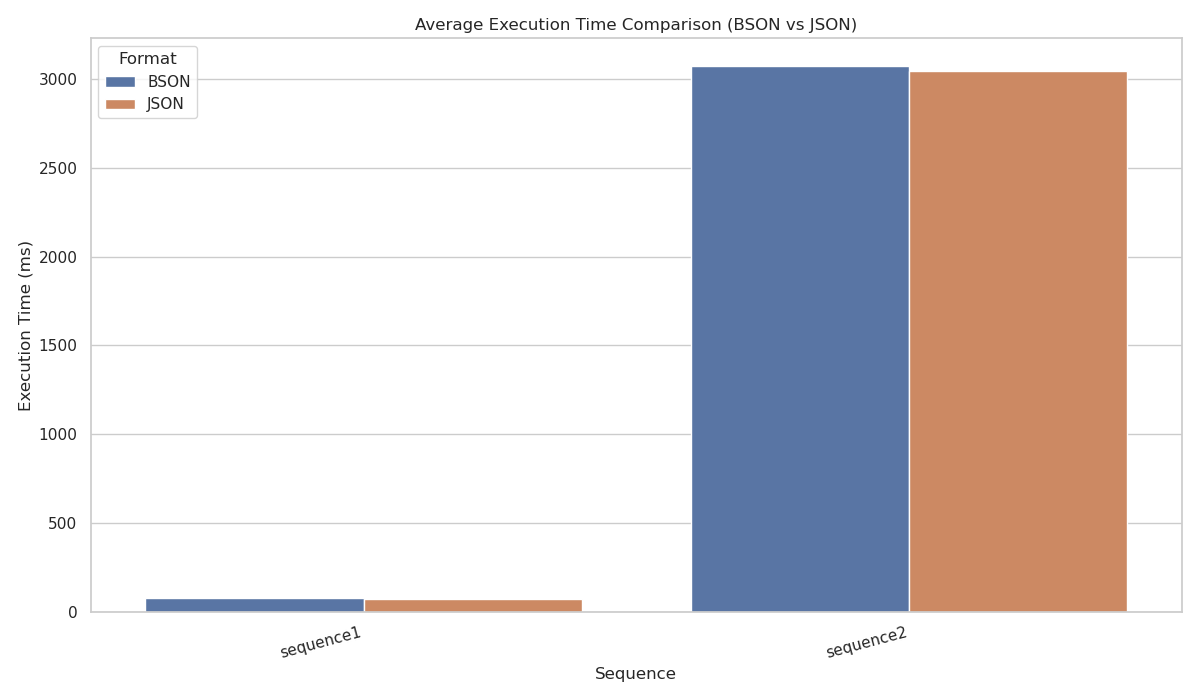 Average Execution Time Comparison (BSON vs JSON)
Format
BSON
JSON
Execution Time (ms)
3000
2500
2000
1500
1000
500
0
sequence1
sequence2
Sequence